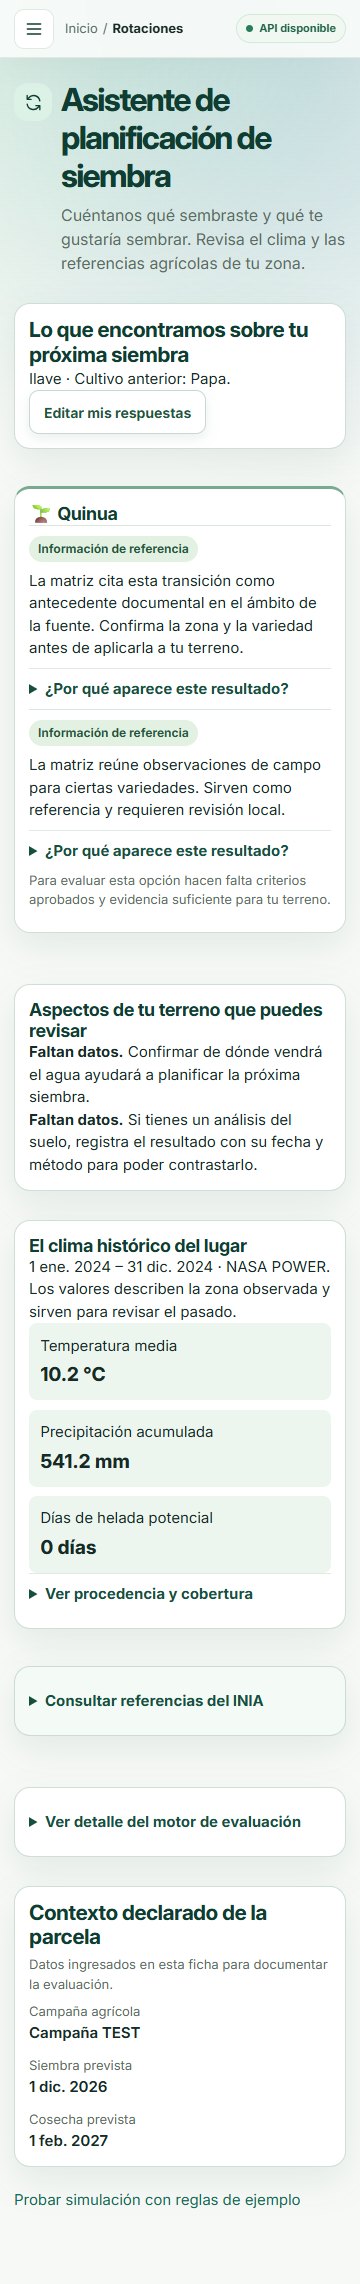 Inicio / Rotaciones
API disponible
Asistente de
planificación de
siembra
Cuéntanos qué sembraste y qué te
gustaría sembrar. Revisa el clima y las
referencias agrícolas de tu zona.
Lo que encontramos sobre tu
próxima siembra
Ilave · Cultivo anterior: Papa.
Editar mis respuestas
Quinua
Información de referencia
La matriz cita esta transición como
antecedente documental en el ámbito de
la fuente. Confirma la zona y la variedad
antes de aplicarla a tu terreno.
¿Por qué aparece este resultado?
Información de referencia
La matriz reúne observaciones de campo
para ciertas variedades. Sirven como
referencia y requieren revisión local.
¿Por qué aparece este resultado?
Para evaluar esta opción hacen falta criterios
aprobados y evidencia suficiente para tu terreno.
Aspectos de tu terreno que puedes
revisar
Faltan datos. Confirmar de dónde vendrá
el agua ayudará a planificar la próxima
siembra.
Faltan datos. Si tienes un análisis del
suelo, registra el resultado con su fecha y
método para poder contrastarlo.
El clima histórico del lugar
1 ene. 2024 – 31 dic. 2024 · NASA POWER.
Los valores describen la zona observada y
sirven para revisar el pasado.
Temperatura media
10.2 °C
Precipitación acumulada
541.2 mm
Días de helada potencial
0 días
Ver procedencia y cobertura
Consultar referencias del INIA
Ver detalle del motor de evaluación
Contexto declarado de la
parcela
Datos ingresados en esta ficha para documentar
la evaluación.
Campaña agrícola
Campaña TEST
Siembra prevista
1 dic. 2026
Cosecha prevista
1 feb. 2027
Probar simulación con reglas de ejemplo